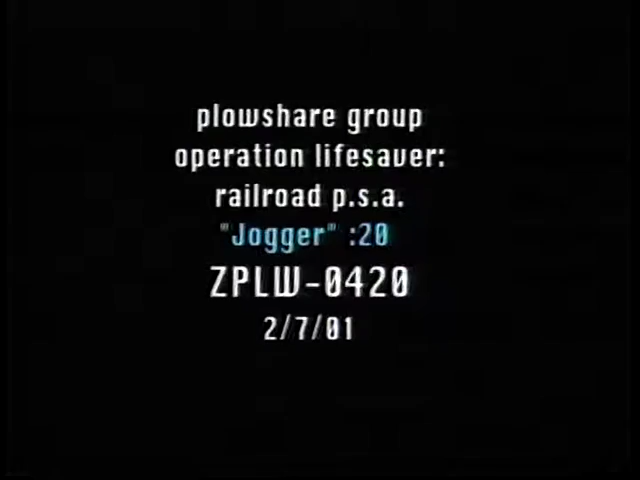 plowshare group
operation lifesaver:
railroad p.s.a.
"Jogger" :20
ZPLW-0420
2/7/01